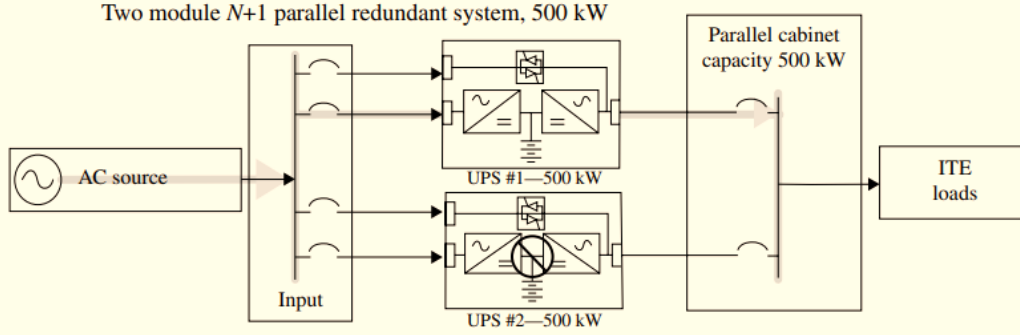 Two module N+1 parallel redundant system, 500 kW
Parallel cabinet
capacity 500 kW
AC source
UPS #1—500 kW
ITE
loads
Input
UPS #2—500 kW